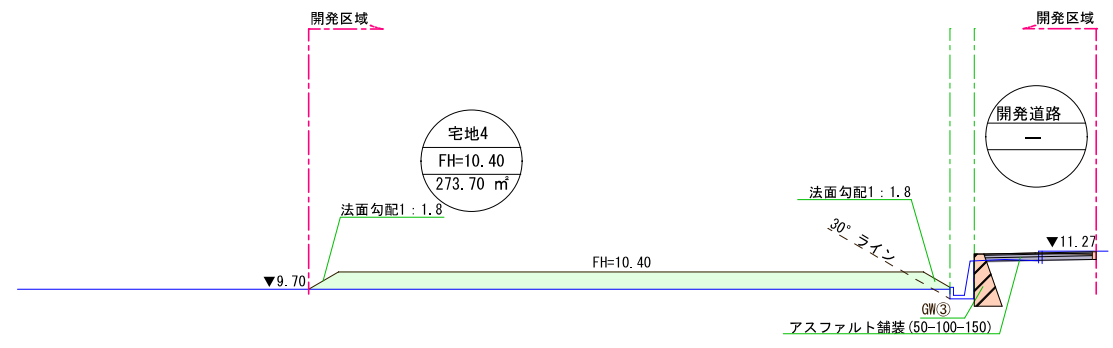 開発区域
開発区域
宅地4
FH=10.40
273.70 ㎡
開発道路
—
法面勾配1：1.8
法面勾配1：1.8
30° ライン
▼11.27
FH=10.40
▼9.70
GW③
アスファルト舗装(50-100-150)